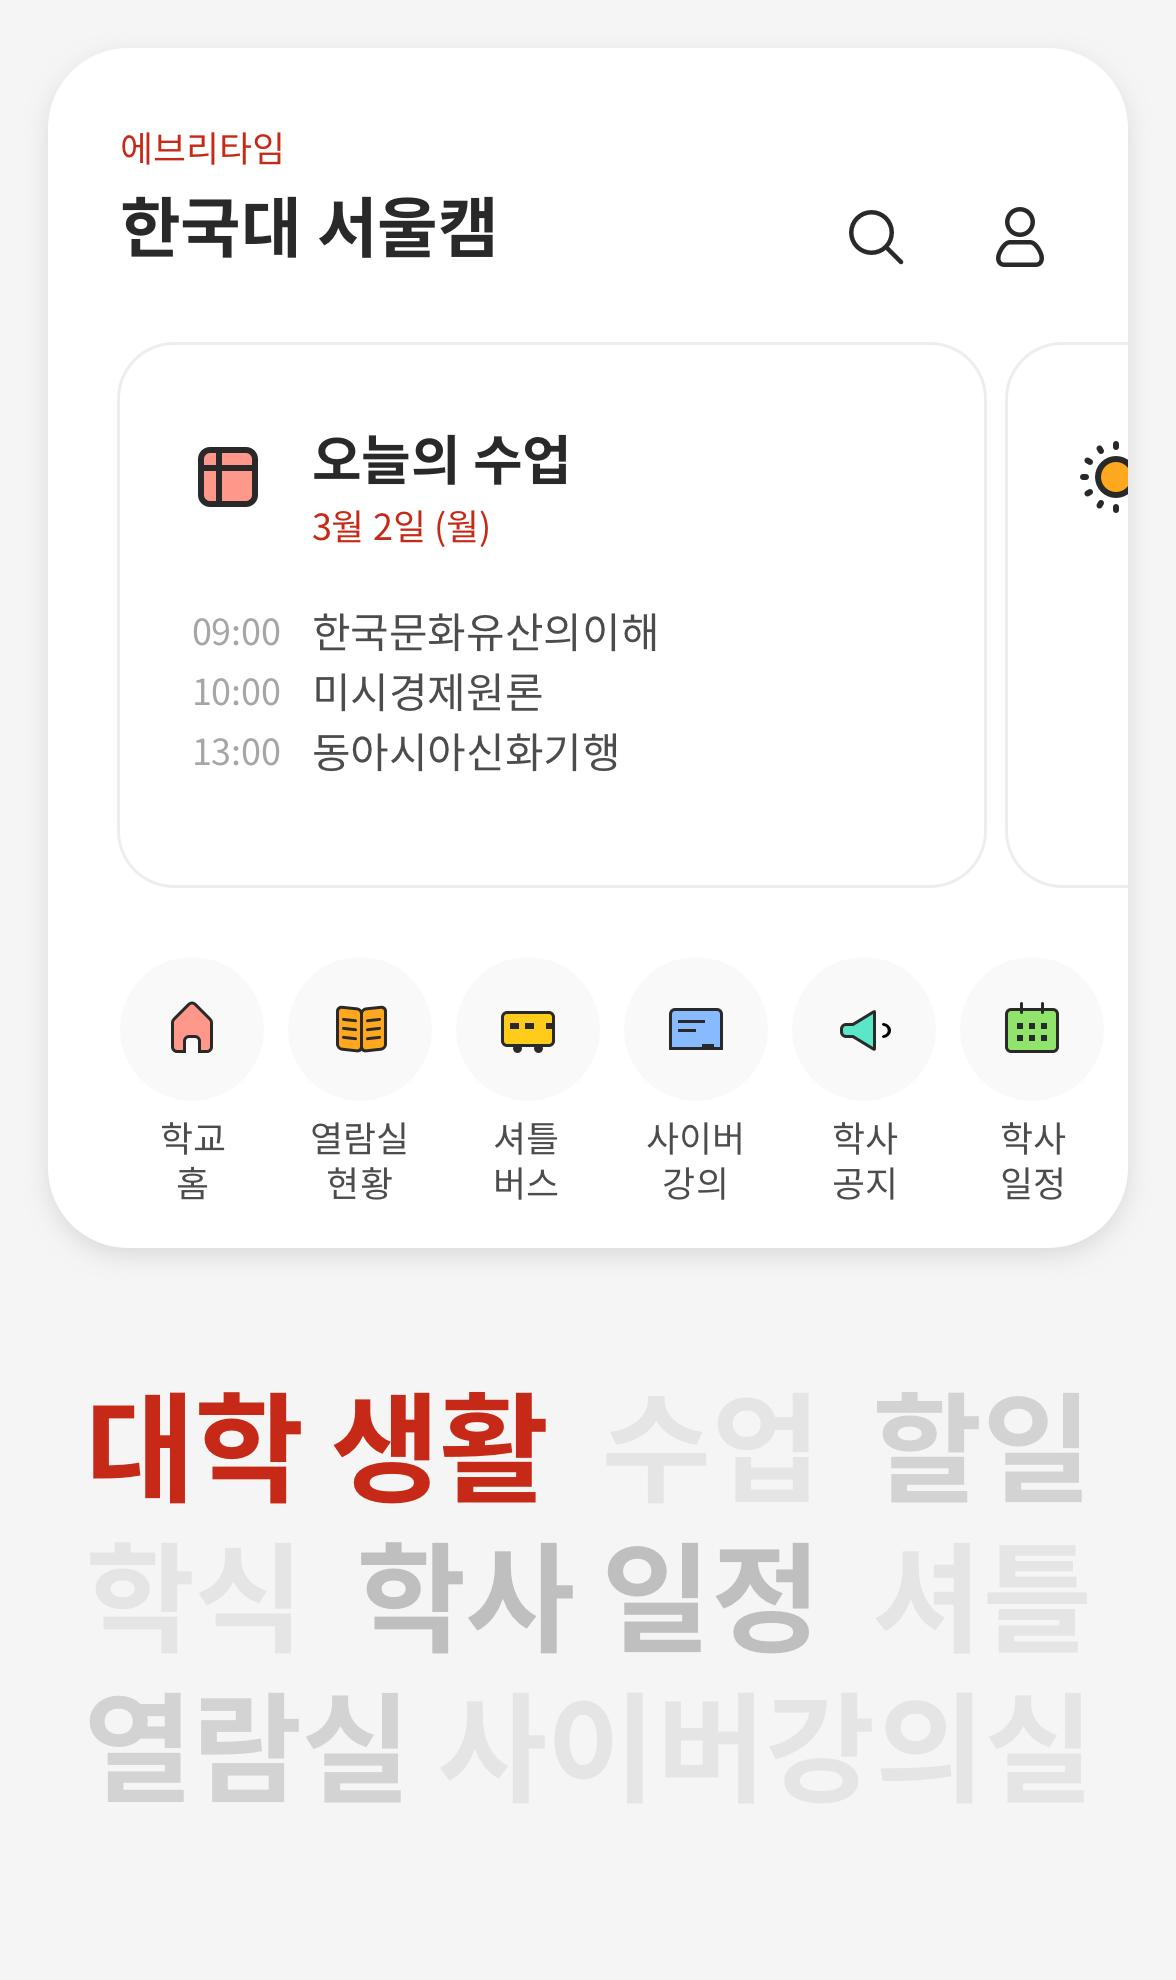 에브리타임
한국대 서울캠
오늘의 수업
3월 2일 (월)
09:00 한국문화유산의이해
10:00 미시경제원론
13:00 동아시아신화기행
학교 홈
열람실 현황
셔틀 버스
사이버 강의
학사 공지
학사 일정
대학 생활 수업 할일
학식 학사 일정 셔틀
열람실 사이버강의실